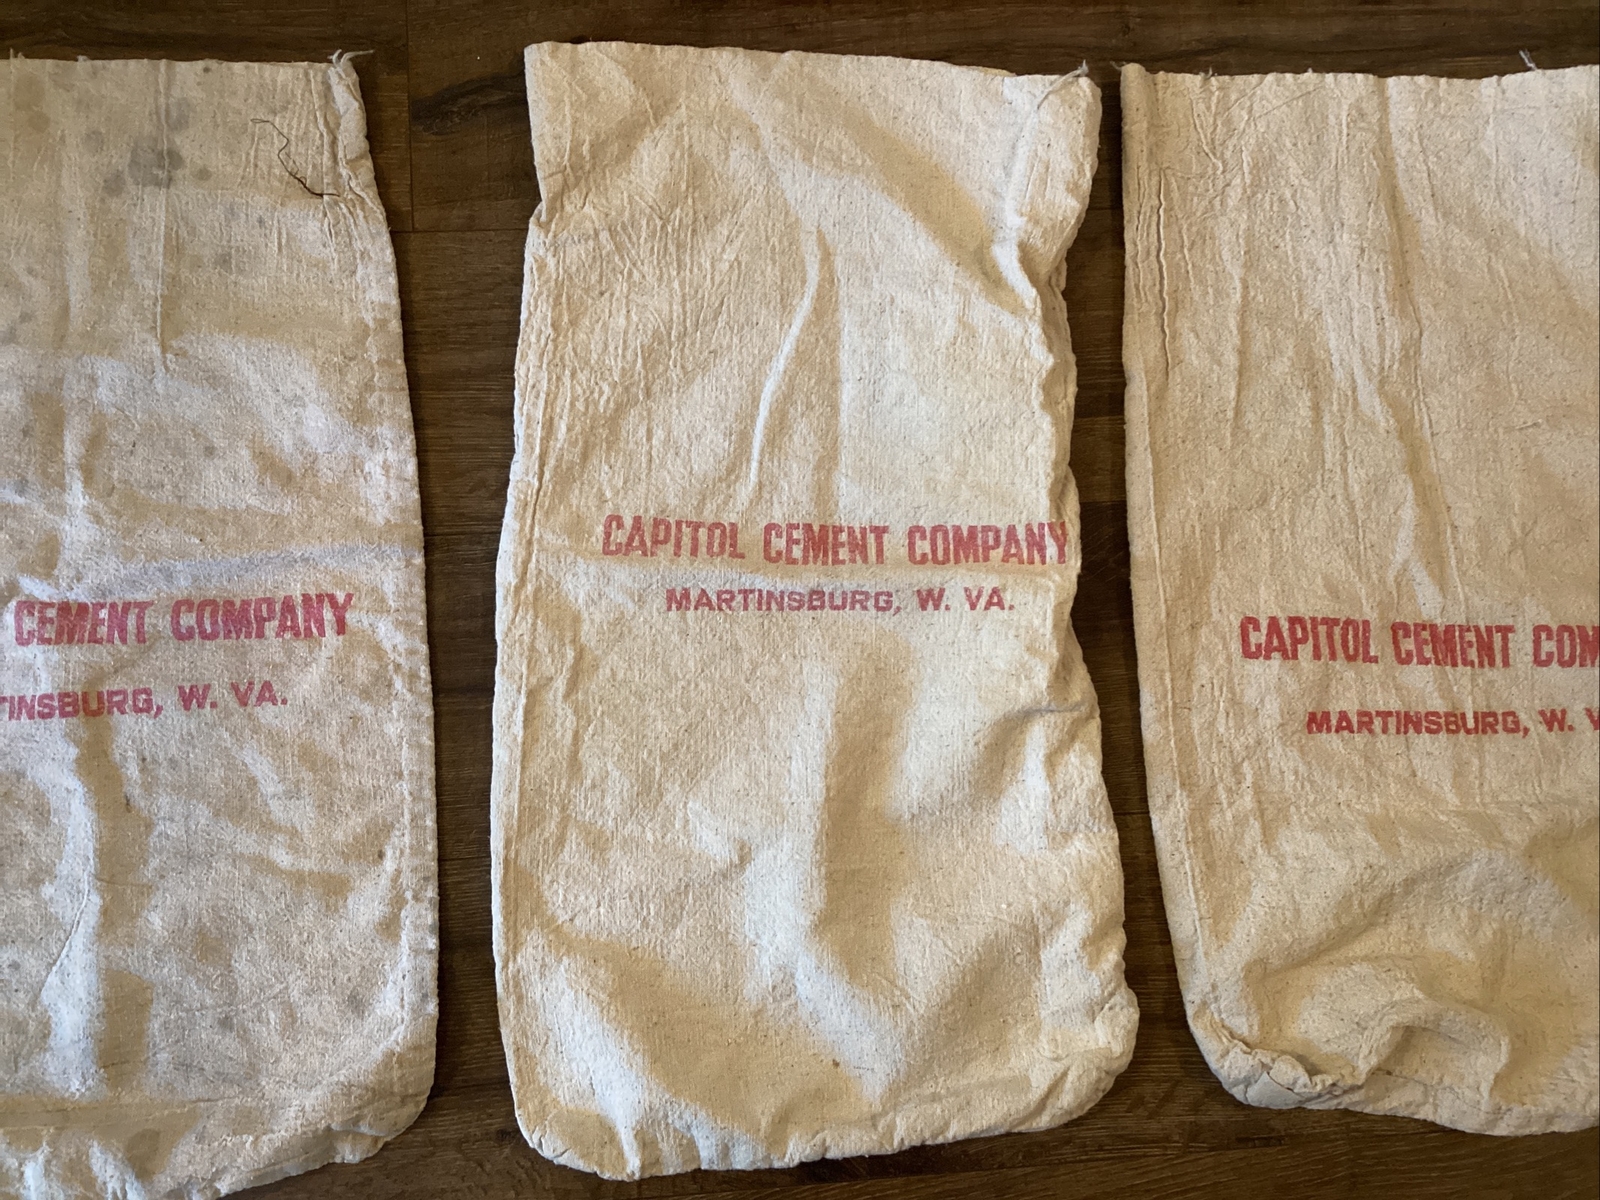 CEMENT COMPANY
TINSBURG, W. VA.
CAPITOL CEMENT COMPANY
MARTINSBURG, W. VA.
CAPITOL CEMENT COM
MARTINSBURG, W. V